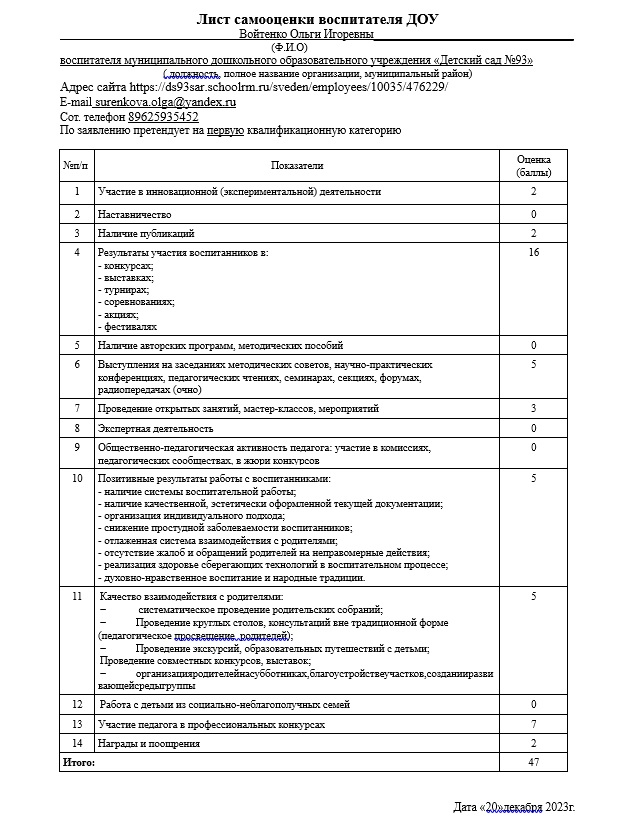 Лист самооценки воспитателя ДОУ
Войтенко Ольги Игоревны
(Ф.И.О)
воспитателя муниципального дошкольного образовательного учреждения «Детский сад №93»
( должность, полное название организации, муниципальный район)
Адрес сайта https://ds93sar.schoolrm.ru/sveden/employees/10035/476229/
E-mail surenkova.olga@yandex.ru
Сот. телефон 89625935452
По заявлению претендует на первую квалификационную категорию
№п/п Показатели Оценка (баллы)
1 Участие в инновационной (экспериментальной) деятельности 2
2 Наставничество 0
3 Наличие публикаций 2
4 Результаты участия воспитанников в: 16
- конкурсах;
- выставках;
- турнирах;
- соревнованиях;
- акциях;
- фестивалях
5 Наличие авторских программ, методических пособий 0
6 Выступления на заседаниях методических советов, научно-практических 5
конференциях, педагогических чтениях, семинарах, секциях, форумах,
радиопередачах (очно)
7 Проведение открытых занятий, мастер-классов, мероприятий 3
8 Экспертная деятельность 0
9 Общественно-педагогическая активность педагога: участие в комиссиях, 0
педагогических сообществах, в жюри конкурсов
10 Позитивные результаты работы с воспитанниками: 5
- наличие системы воспитательной работы;
- наличие качественной, эстетически оформленной текущей документации;
- организация индивидуального подхода;
- снижение простудной заболеваемости воспитанников;
- отлаженная система взаимодействия с родителями;
- отсутствие жалоб и обращений родителей на неправомерные действия;
- реализация здоровье сберегающих технологий в воспитательном процессе;
- духовно-нравственное воспитание и народные традиции.
11 Качество взаимодействия с родителями: 5
– систематическое проведение родительских собраний;
– Проведение круглых столов, консультаций вне традиционной форме
(педагогическое просвещение родителей);
– Проведение экскурсий, образовательных путешествий с детьми;
Проведение совместных конкурсов, выставок;
– организацияродителейнасубботниках,благоустройствеучастков,созданииразви
вающейсредыгруппы
12 Работа с детьми из социально-неблагополучных семей 0
13 Участие педагога в профессиональных конкурсах 7
14 Награды и поощрения 2
Итого: 47
Дата «20»декабря 2023г.